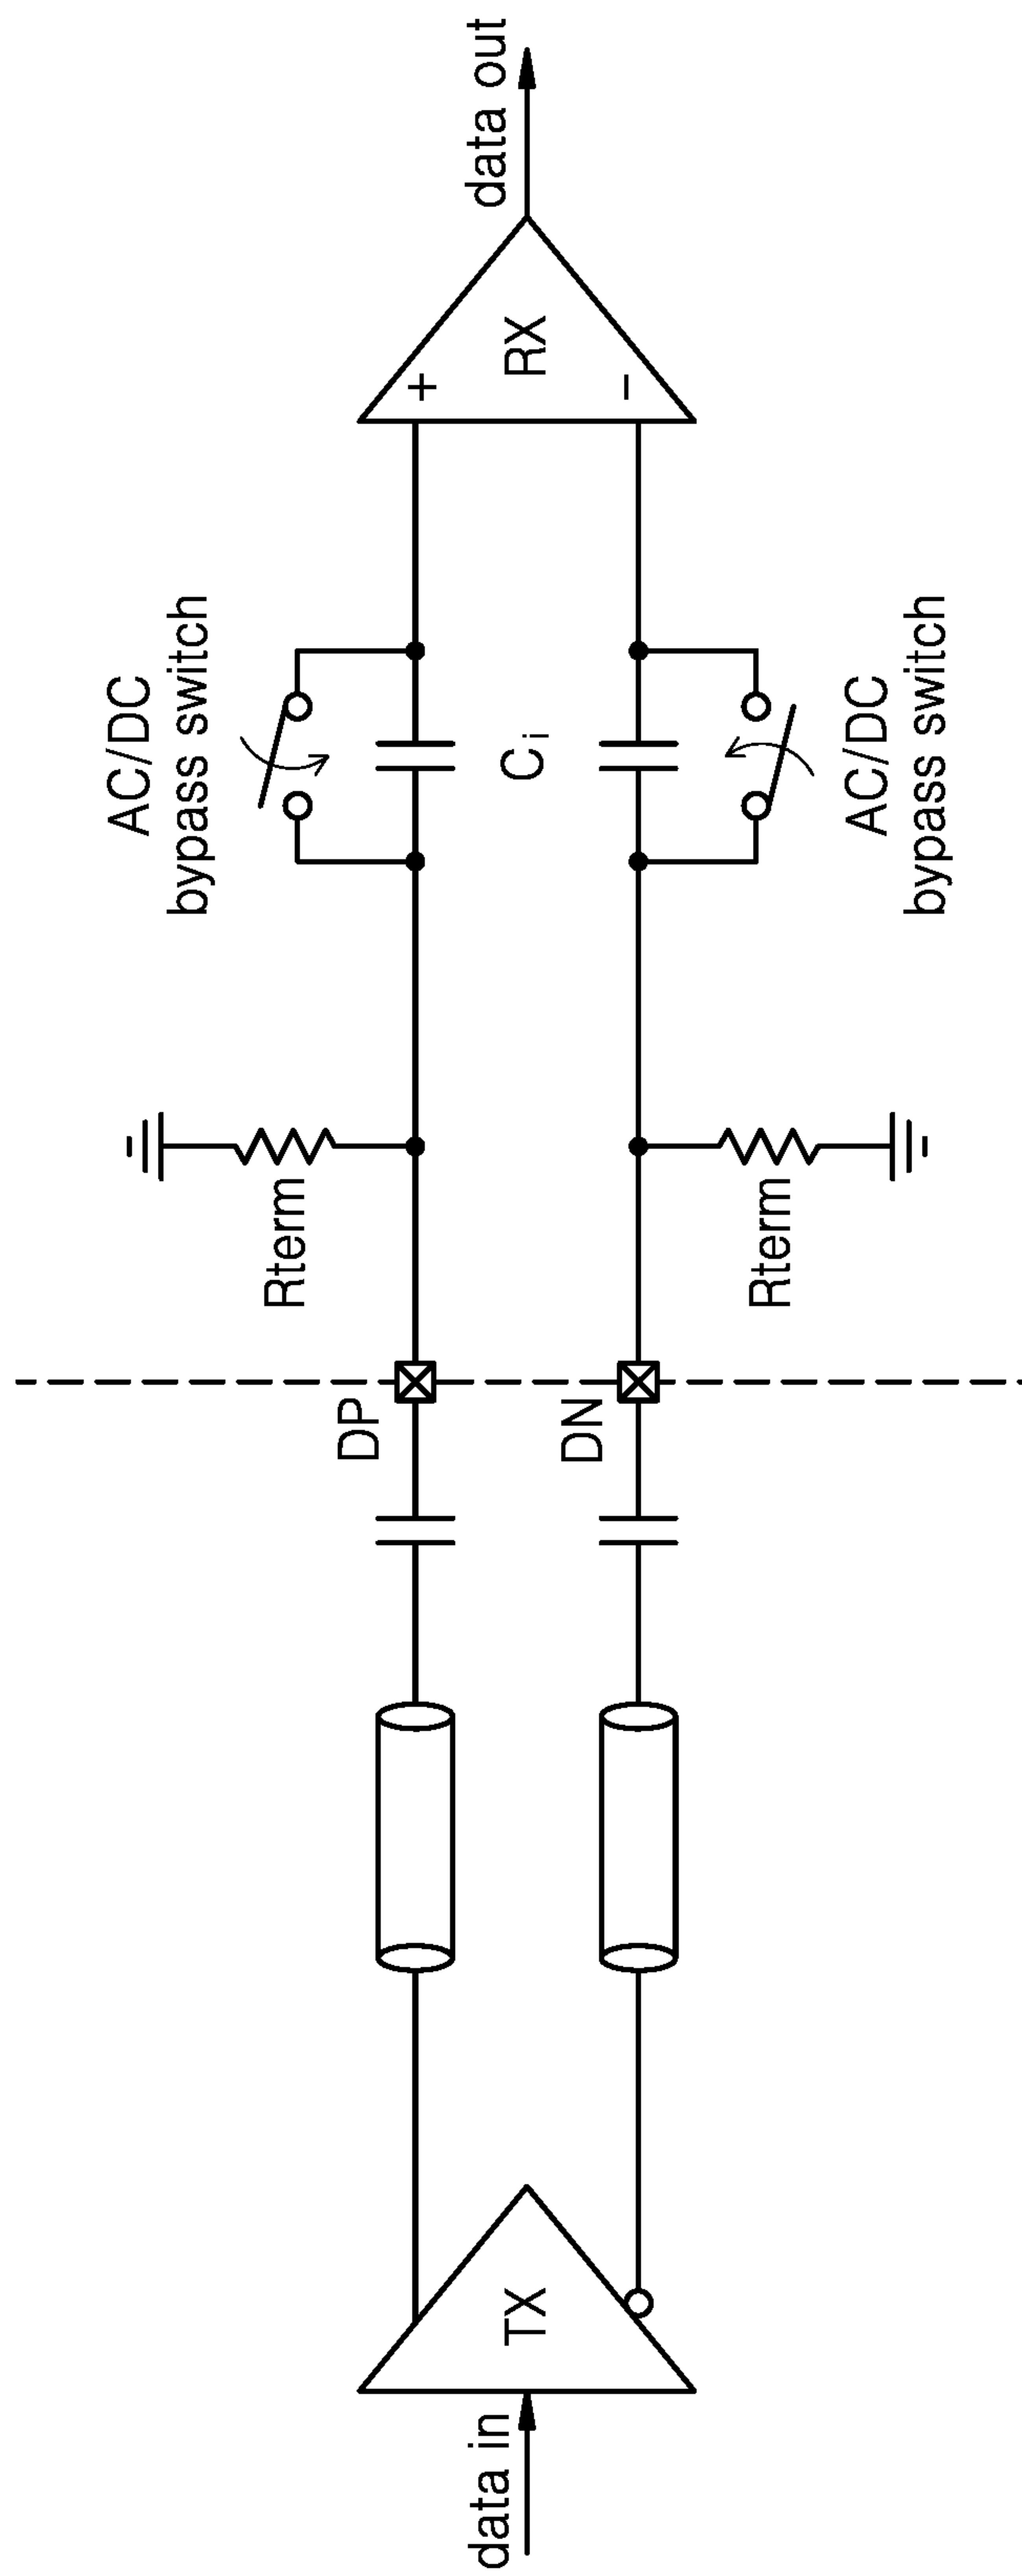 AC/DC
bypass switch
Rterm
data in
TX
DP
DN
Ci
+
−
RX
data out
Rterm
AC/DC
bypass switch